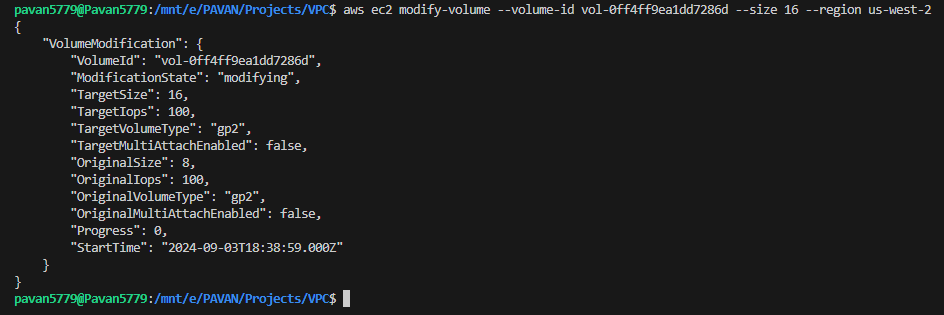 pavan5779@Pavan5779:/mnt/e/PAVAN/Projects/VPC$ aws ec2 modify-volume --volume-id vol-0ff4ff9ea1dd7286d --size 16 --region us-west-2
{
    "VolumeModification": {
        "VolumeId": "vol-0ff4ff9ea1dd7286d",
        "ModificationState": "modifying",
        "TargetSize": 16,
        "TargetIops": 100,
        "TargetVolumeType": "gp2",
        "TargetMultiAttachEnabled": false,
        "OriginalSize": 8,
        "OriginalIops": 100,
        "OriginalVolumeType": "gp2",
        "OriginalMultiAttachEnabled": false,
        "Progress": 0,
        "StartTime": "2024-09-03T18:38:59.000Z"
    }
}
pavan5779@Pavan5779:/mnt/e/PAVAN/Projects/VPC$